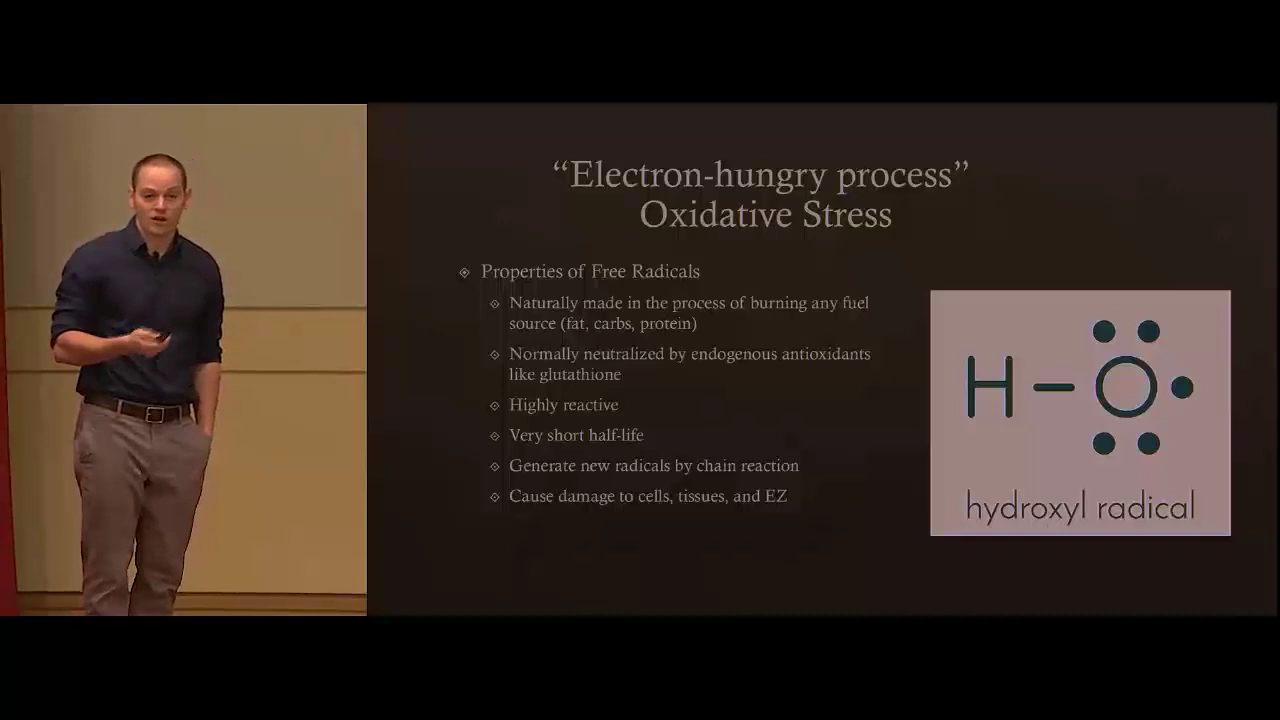 “Electron-hungry process”
Oxidative Stress
Properties of Free Radicals
Naturally made in the process of burning any fuel
source (fat, carbs, protein)
Normally neutralized by endogenous antioxidants
like glutathione
Highly reactive
Very short half-life
Generate new radicals by chain reaction
Cause damage to cells, tissues, and EZ
H – O
hydroxyl radical